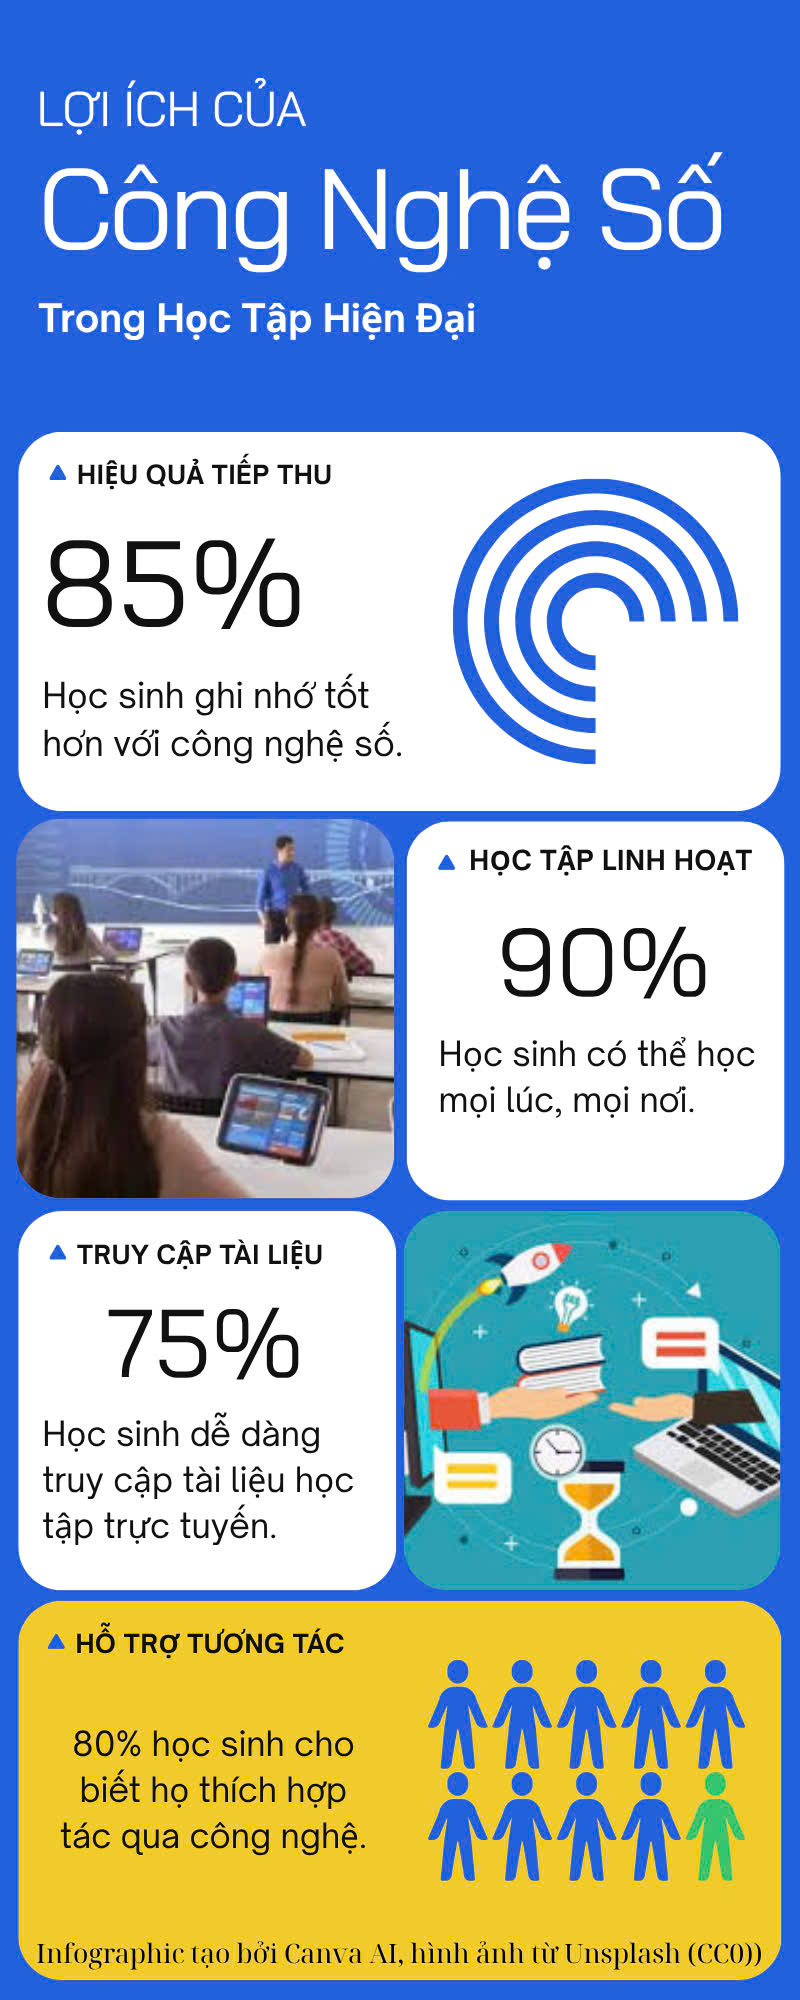 LỢI ÍCH CỦA
Công Nghệ Số
Trong Học Tập Hiện Đại
HIỆU QUẢ TIẾP THU
85%
Học sinh ghi nhớ tốt
hơn với công nghệ số.
HỌC TẬP LINH HOẠT
90%
Học sinh có thể học
mọi lúc, mọi nơi.
TRUY CẬP TÀI LIỆU
75%
Học sinh dễ dàng
truy cập tài liệu học
tập trực tuyến.
HỖ TRỢ TƯƠNG TÁC
80% học sinh cho
biết họ thích hợp
tác qua công nghệ.
Infographic tạo bởi Canva AI, hình ảnh từ Unsplash (CC0))